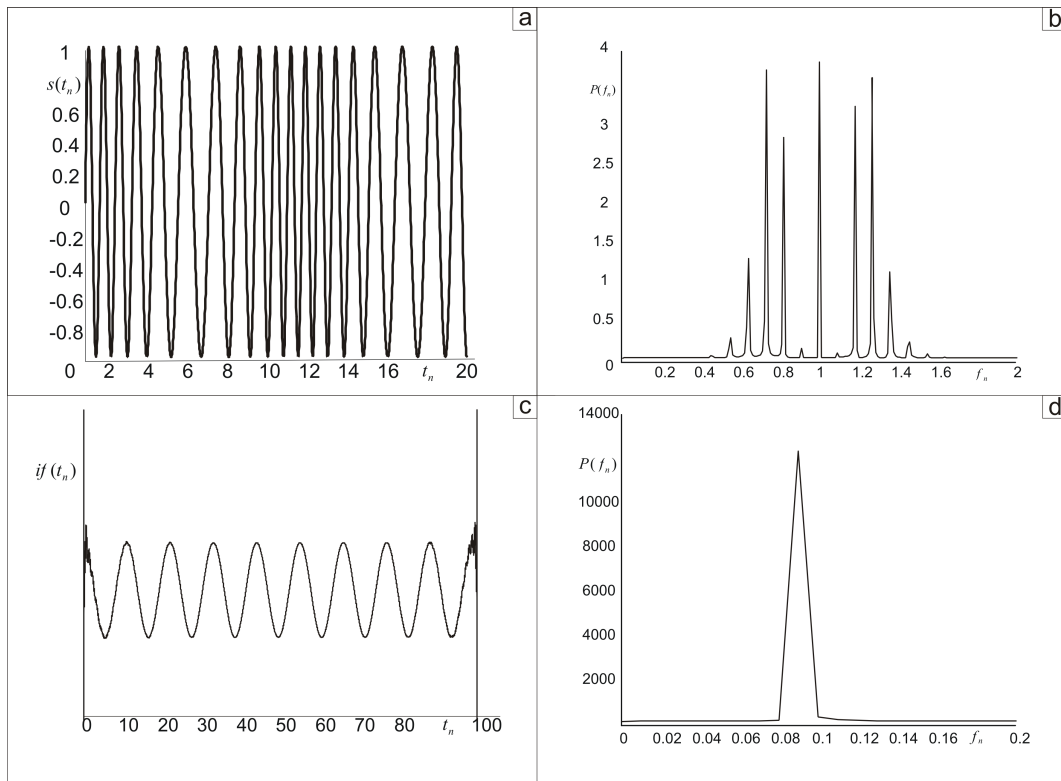 a
1
s(tₙ)
0.6
0.4
0.2
0
-0.2
-0.4
-0.6
-0.8
0 2 4 6 8 10 12 14 16 tₙ 20
b
4
P(fₙ)
3
2.5
2
1.5
1
0.5
0
0.2 0.4 0.6 0.8 1 1.2 1.4 1.6 fₙ 2
c
if(tₙ)
0 10 20 30 40 50 60 70 80 tₙ 100
d
14000
P(fₙ)
10000
8000
6000
4000
2000
0 0.02 0.04 0.06 0.08 0.1 0.12 0.14 0.16 fₙ 0.2